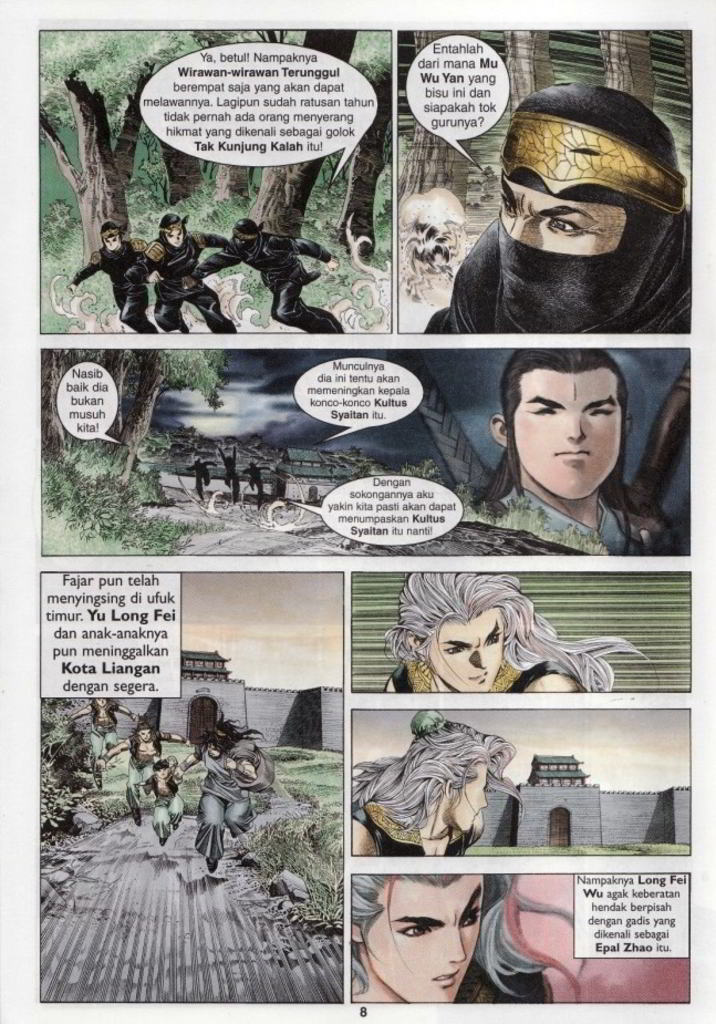 Ya, betul! Nampaknya
Wirawan-wirawan Terunggul
berempat saja yang akan dapat
melawannya. Lagipun sudah ratusan tahun
tidak pernah ada orang menyerang
hikmat yang dikenali sebagai golok
Tak Kunjung Kalah itu!
Entahlah
dari mana Mu
Wu Yan yang
bisu ini dan
siapakah tok
gurunya?
Nasib
baik dia
bukan
musuh
kita!
Munculnya
dia ini tentu akan
memeningkan kepala
konco-konco Kultus
Syaitan itu.
Dengan
sokongannya aku
yakin kita pasti akan dapat
menumpaskan Kultus
Syaitan itu nanti!
Fajar pun telah
menyingsing di ufuk
timur. Yu Long Fei
dan anak-anaknya
pun meninggalkan
Kota Liangan
dengan segera.
Nampaknya Long Fei
Wu agak keberatan
hendak berpisah
dengan gadis yang
dikenali sebagai
Epal Zhao itu.
8